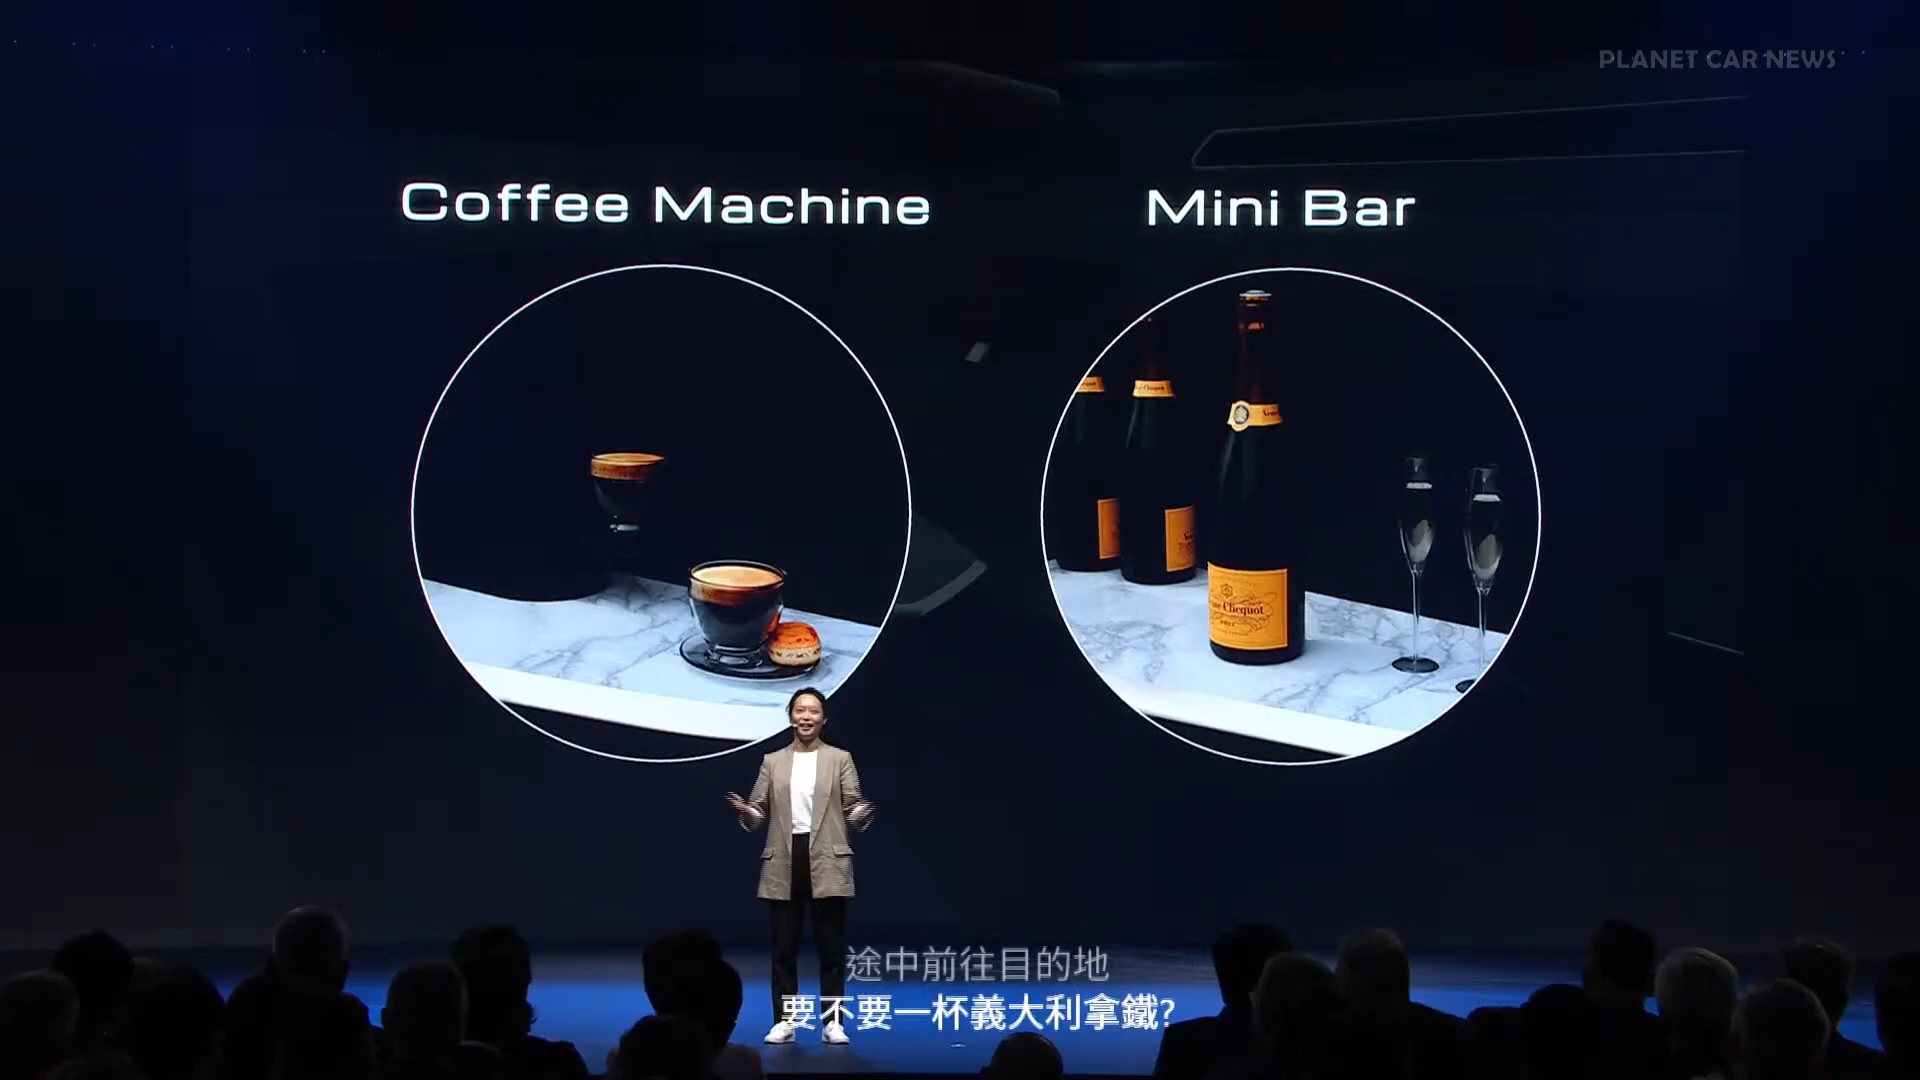 PLANET CAR NEWS
Coffee Machine
Mini Bar
Clicquot
途中前往目的地
要不要一杯義大利拿鐵?